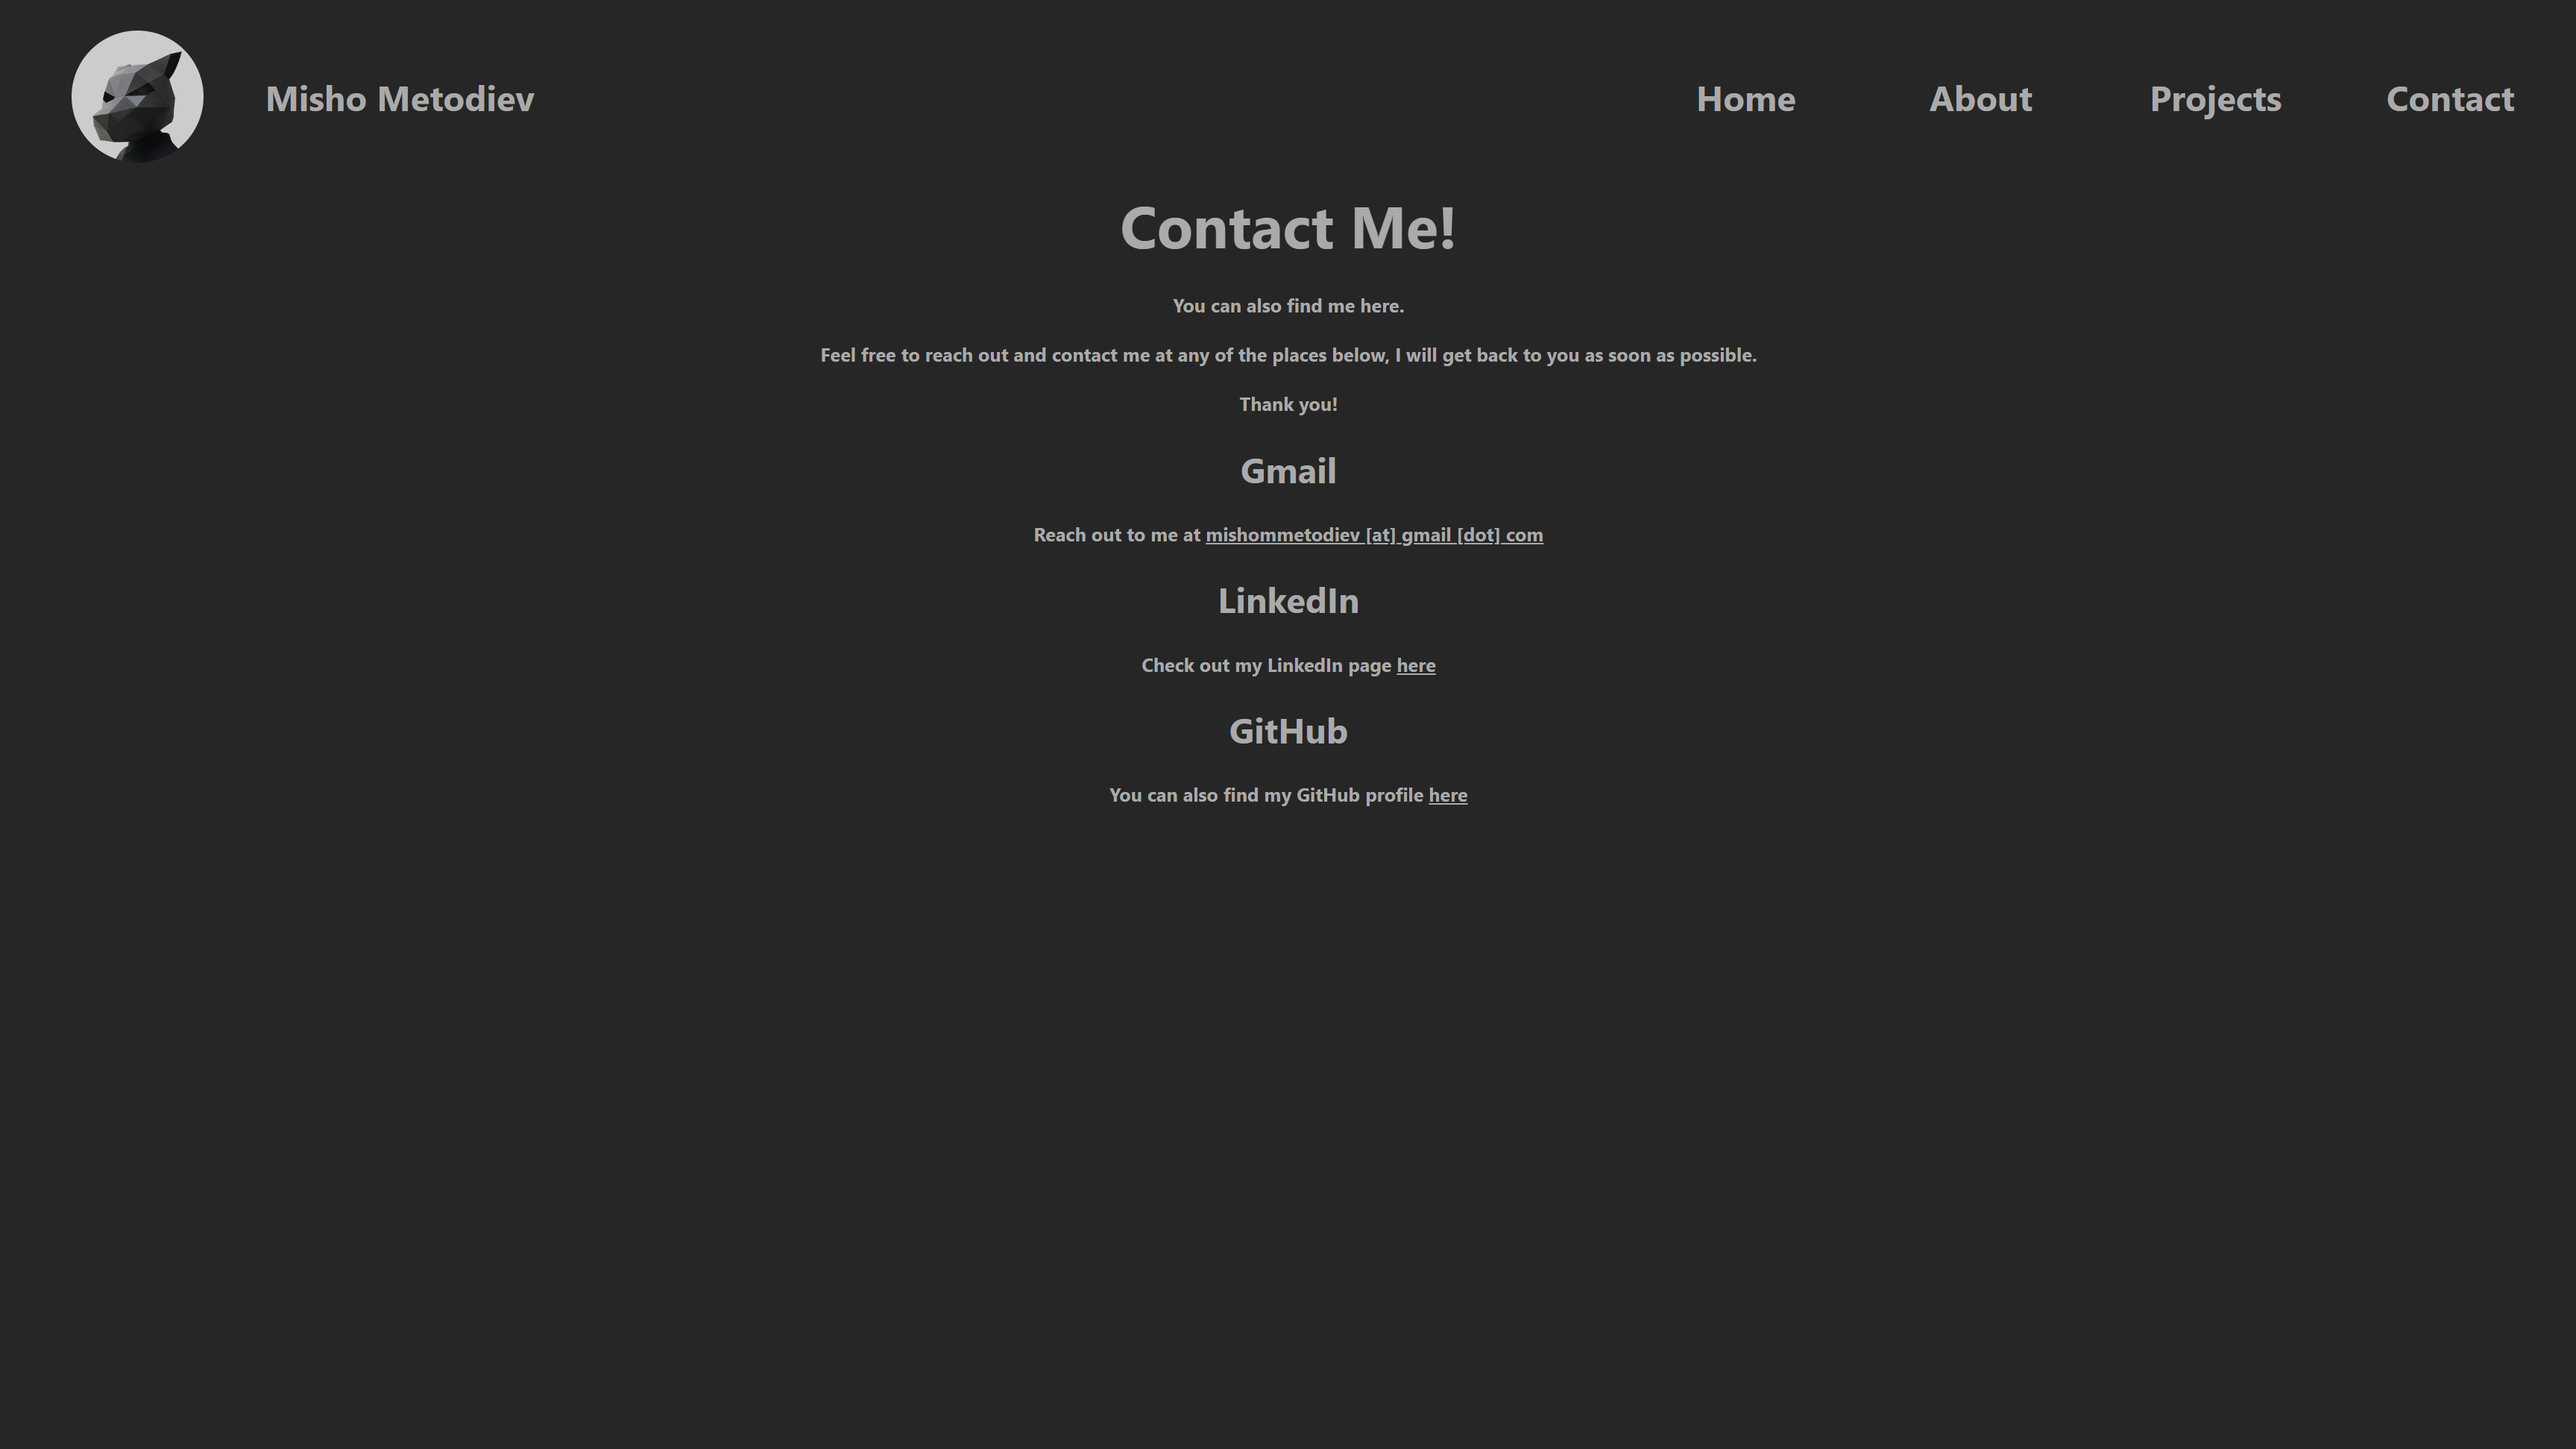 Misho Metodiev
Home
About
Projects
Contact
Contact Me!
You can also find me here.
Feel free to reach out and contact me at any of the places below, I will get back to you as soon as possible.
Thank you!
Gmail
Reach out to me at mishommetodiev [at] gmail [dot] com
LinkedIn
Check out my LinkedIn page here
GitHub
You can also find my GitHub profile here